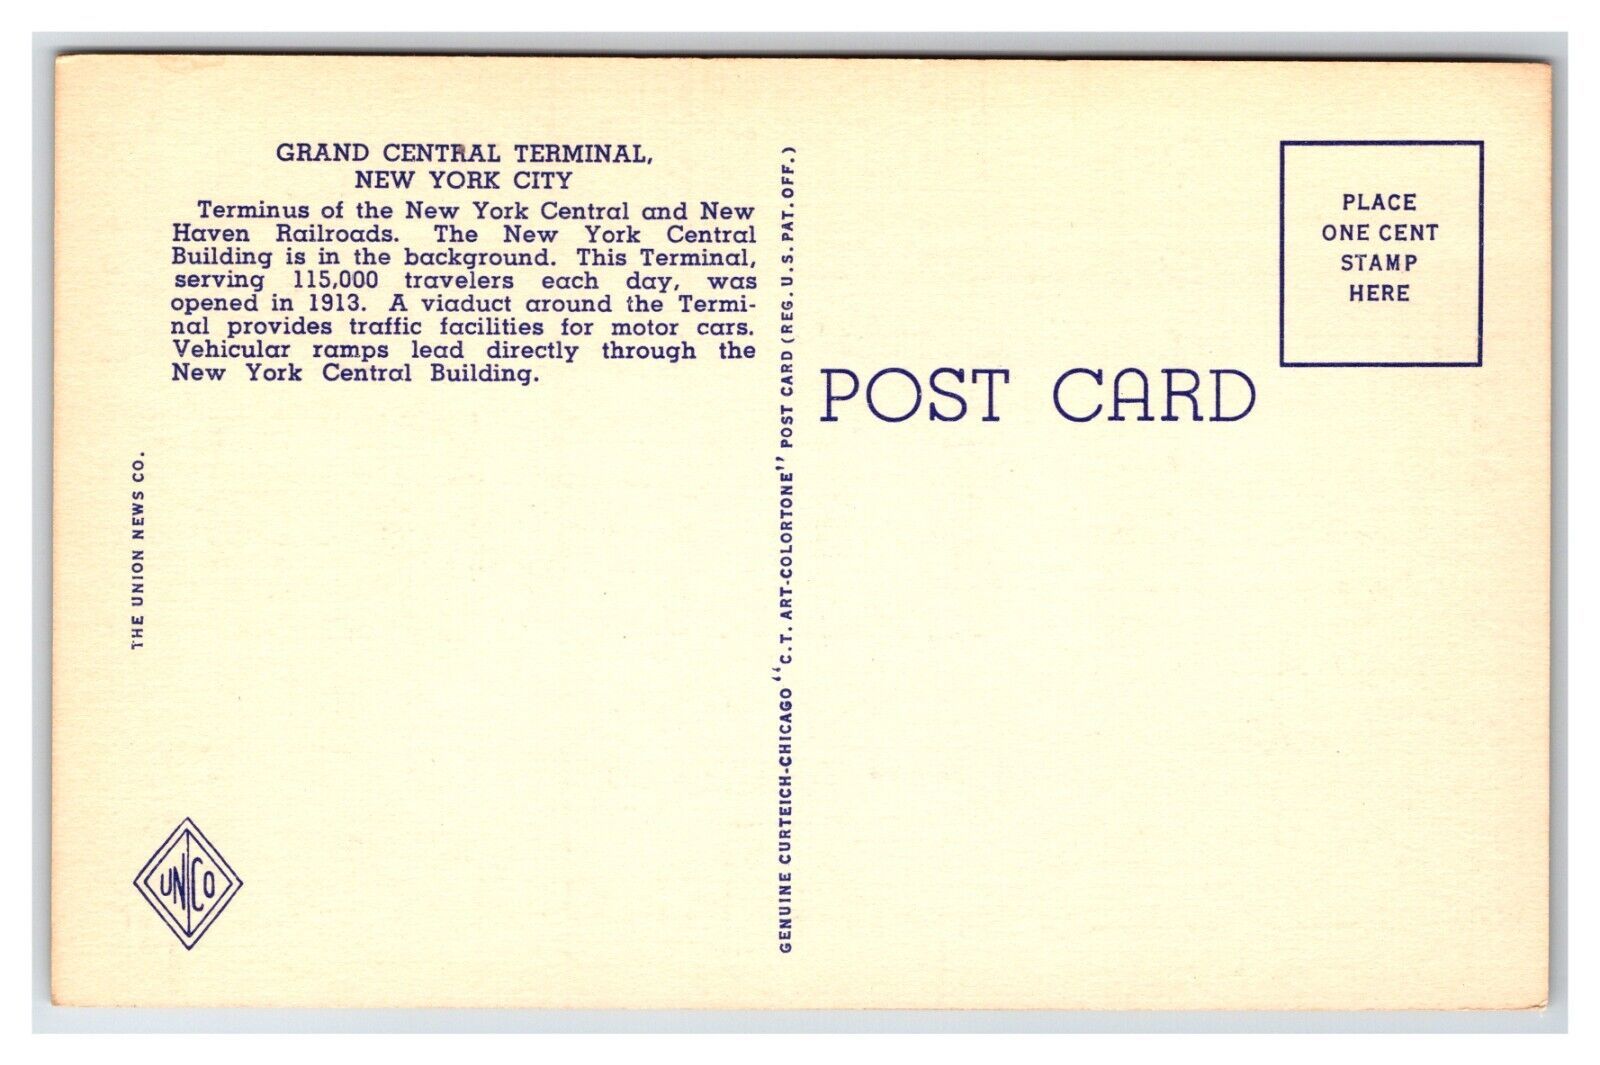 GRAND CENTRAL TERMINAL,
NEW YORK CITY
Terminus of the New York Central and New
Haven Railroads. The New York Central
Building is in the background. This Terminal,
serving 115,000 travelers each day, was
opened in 1913. A viaduct around the Termi-
nal provides traffic facilities for motor cars.
Vehicular ramps lead directly through the
New York Central Building.
THE UNION NEWS CO.
UN CO
GENUINE CURTEICH-CHICAGO "C.T. ART-COLORTONE" POST CARD (REG. U.S. PAT. OFF.)
POST CARD
PLACE
ONE CENT
STAMP
HERE